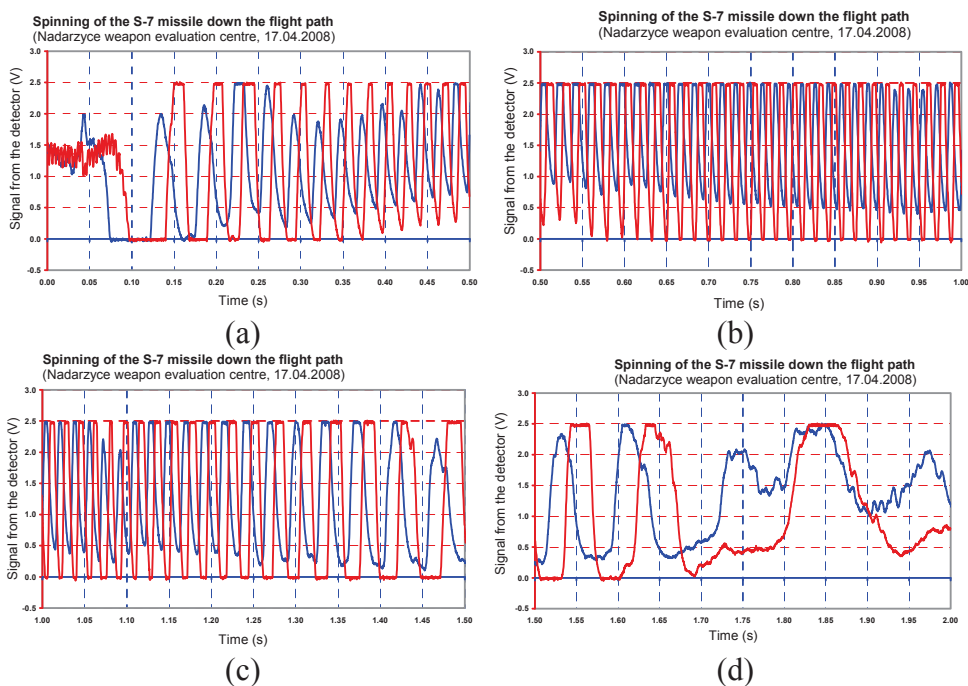 Spinning of the S-7 missile down the flight path
(Nadarzyce weapon evaluation centre, 17.04.2008)
Signal from the detector (V)
3.0
2.5
2.0
1.5
1.0
0.5
0.0
-0.5
0.00 0.05 0.10 0.15 0.20 0.25 0.30 0.35 0.40 0.45 0.50
Time (s)
(a)
Spinning of the S-7 missile down the flight path
(Nadarzyce weapon evaluation centre, 17.04.2008)
Signal from the detector (V)
3.0
2.5
2.0
1.5
1.0
0.5
0.0
-0.5
0.50 0.55 0.60 0.65 0.70 0.75 0.80 0.85 0.90 0.95 1.00
Time (s)
(b)
Spinning of the S-7 missile down the flight path
(Nadarzyce weapon evaluation centre, 17.04.2008)
Signal from the detector (V)
3.0
2.5
2.0
1.5
1.0
0.5
0.0
-0.5
1.00 1.05 1.10 1.15 1.20 1.25 1.30 1.35 1.40 1.45 1.50
Time (s)
(c)
Spinning of the S-7 missile down the flight path
(Nadarzyce weapon evaluation centre, 17.04.2008)
Signal from the detector (V)
3.0
2.5
2.0
1.5
1.0
0.5
0.0
-0.5
1.50 1.55 1.60 1.65 1.70 1.75 1.80 1.85 1.90 1.95 2.00
Time (s)
(d)